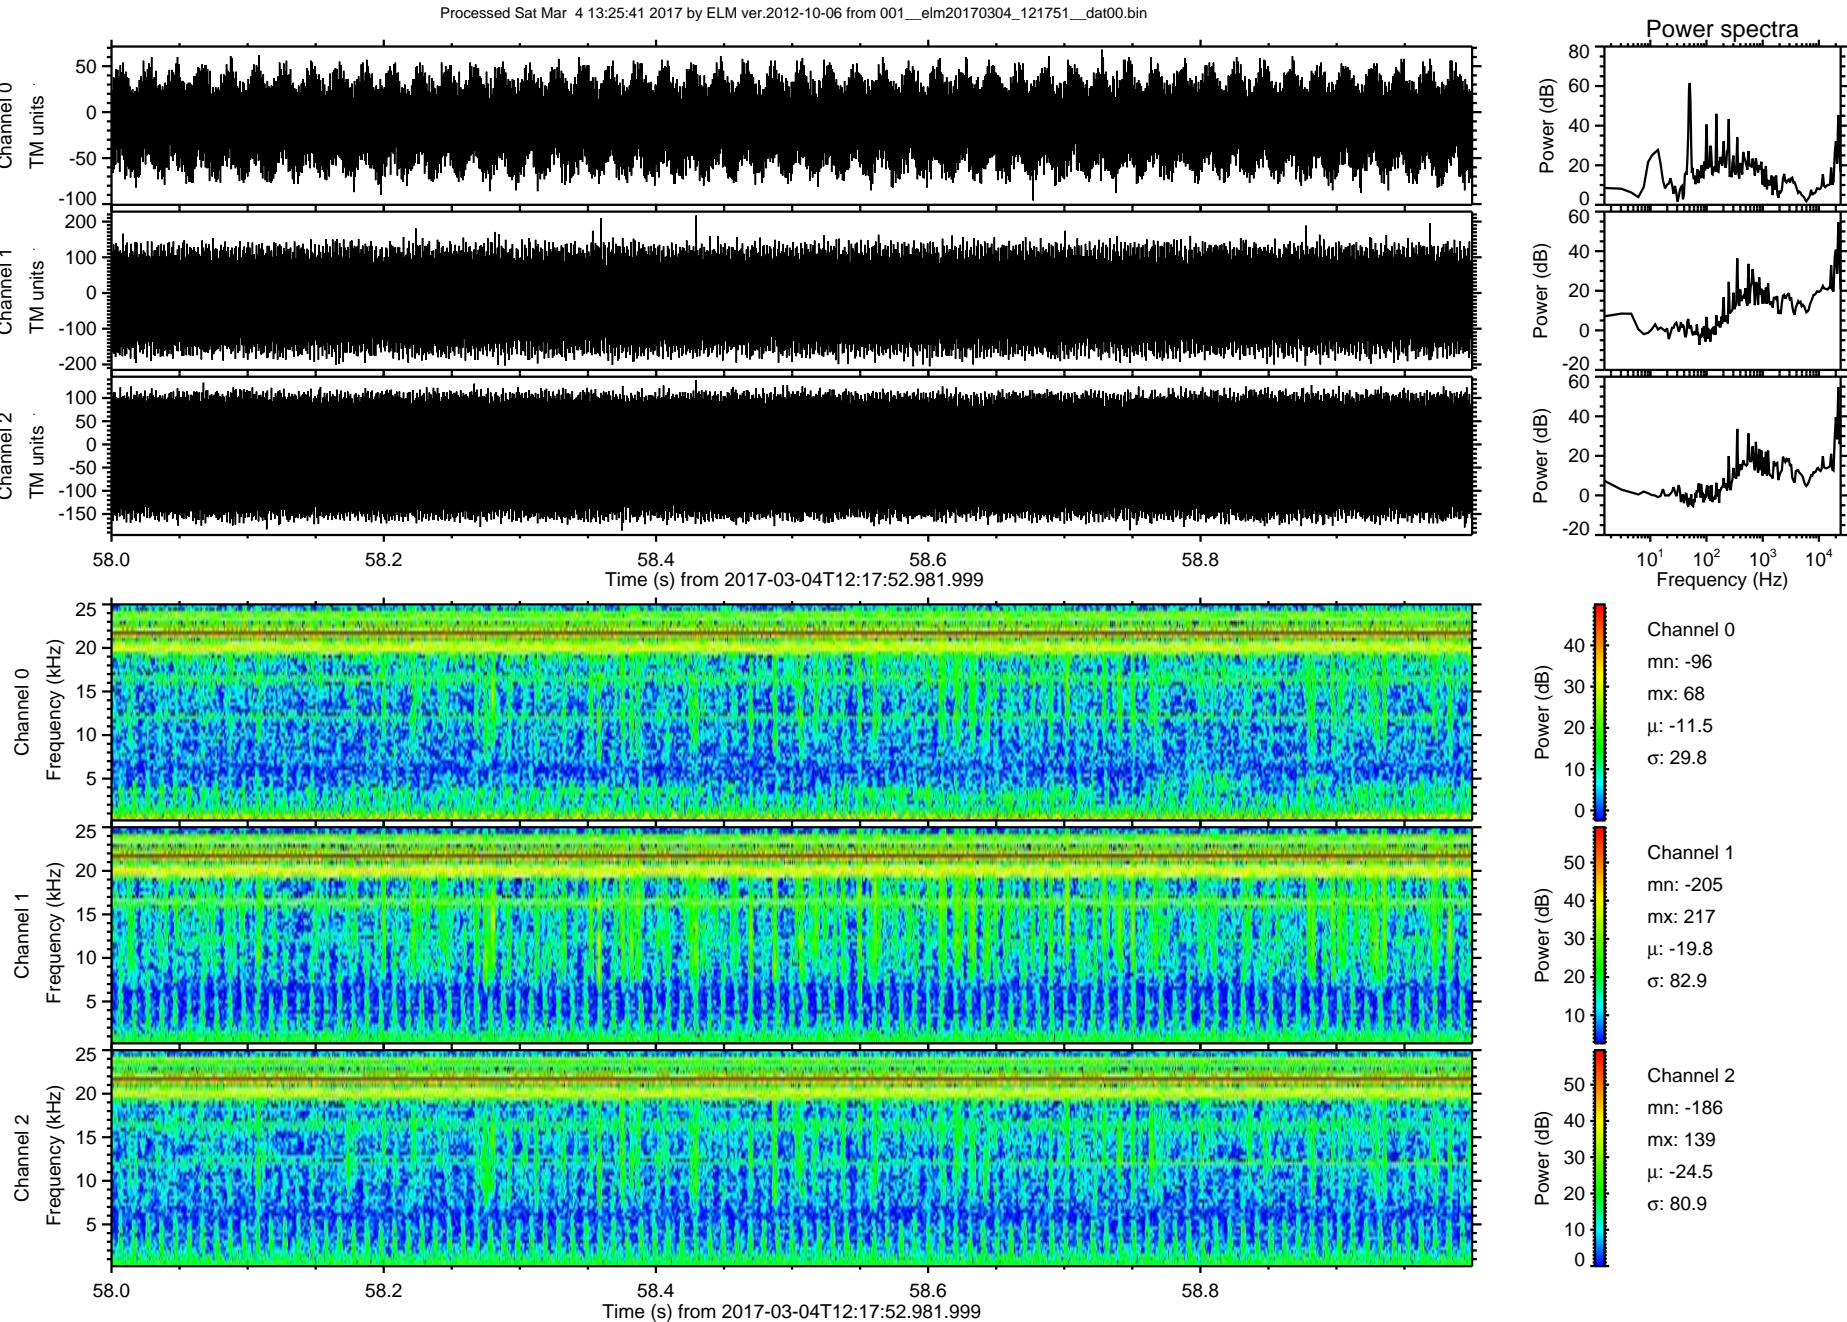 Processed Sat Mar 4 13:25:41 2017 by ELM ver.2012-10-06 from 001__elm20170304_121751__dat00.bin
Power spectra
Channel 0
TM units
50
0
-50
-100
Power (dB)
80
60
40
20
0
Channel 1
TM units
200
100
0
-100
-200
Power (dB)
60
40
20
0
-20
Channel 2
TM units
100
50
0
-50
-100
-150
Power (dB)
60
40
20
0
-20
58.0 58.2 58.4 58.6 58.8
Time (s) from 2017-03-04T12:17:52.981.999
10¹ 10² 10³ 10⁴
Frequency (Hz)
Channel 0
Frequency (kHz)
25
20
15
10
5
Power (dB)
40
30
20
10
0
Channel 0
mn: -96
mx: 68
μ: -11.5
σ: 29.8
Channel 1
Frequency (kHz)
25
20
15
10
5
Power (dB)
50
40
30
20
10
Channel 1
mn: -205
mx: 217
μ: -19.8
σ: 82.9
Channel 2
Frequency (kHz)
25
20
15
10
5
Power (dB)
50
40
30
20
10
0
Channel 2
mn: -186
mx: 139
μ: -24.5
σ: 80.9
58.0 58.2 58.4 58.6 58.8
Time (s) from 2017-03-04T12:17:52.981.999